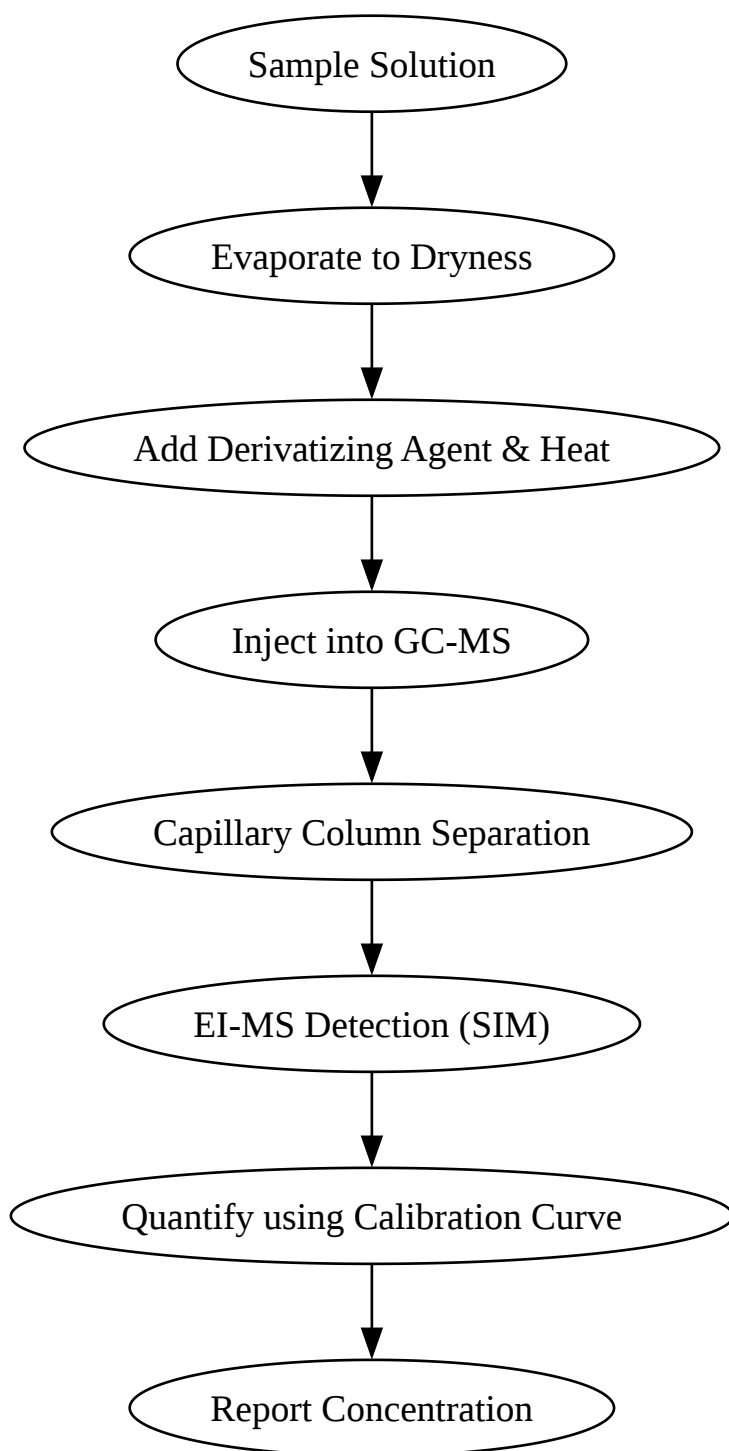 Sample Solution
Evaporate to Dryness
Add Derivatizing Agent & Heat
Inject into GC-MS
Capillary Column Separation
EI-MS Detection (SIM)
Quantify using Calibration Curve
Report Concentration